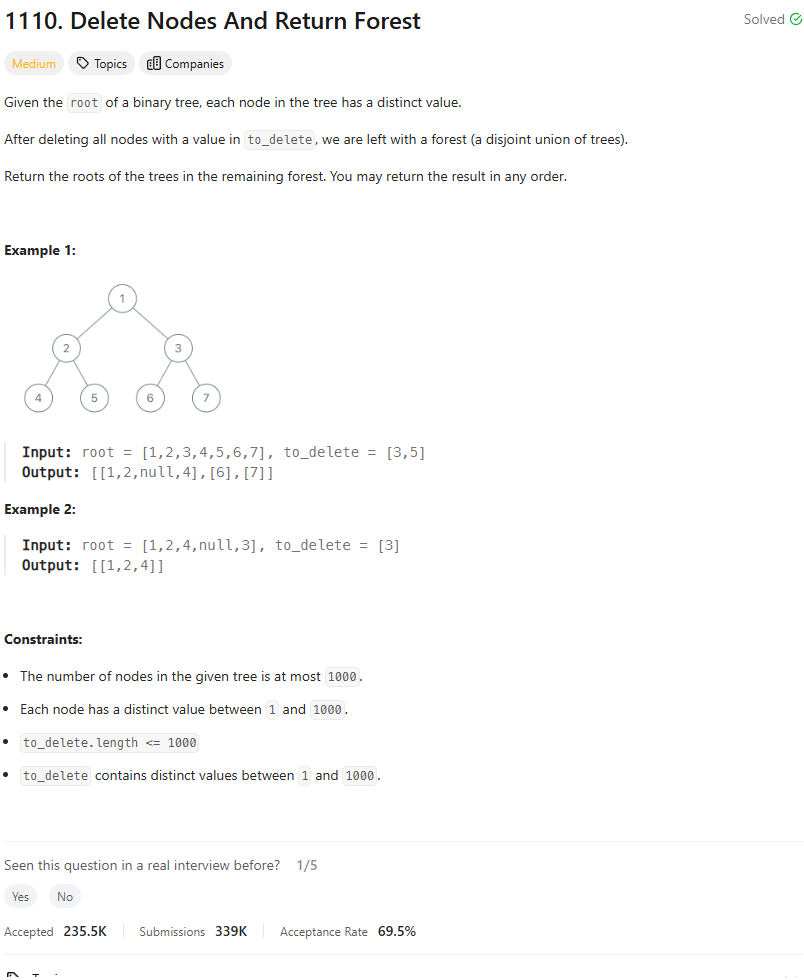 1110. Delete Nodes And Return Forest
Solved
Medium
Topics
Companies
Given the root of a binary tree, each node in the tree has a distinct value.
After deleting all nodes with a value in to_delete, we are left with a forest (a disjoint union of trees).
Return the roots of the trees in the remaining forest. You may return the result in any order.
Example 1:
1
2 3
4 5 6 7
Input: root = [1,2,3,4,5,6,7], to_delete = [3,5]
Output: [[1,2,null,4],[6],[7]]
Example 2:
Input: root = [1,2,4,null,3], to_delete = [3]
Output: [[1,2,4]]
Constraints:
• The number of nodes in the given tree is at most 1000.
• Each node has a distinct value between 1 and 1000.
• to_delete.length <= 1000
• to_delete contains distinct values between 1 and 1000.
Seen this question in a real interview before? 1/5
Yes No
Accepted 235.5K Submissions 339K Acceptance Rate 69.5%